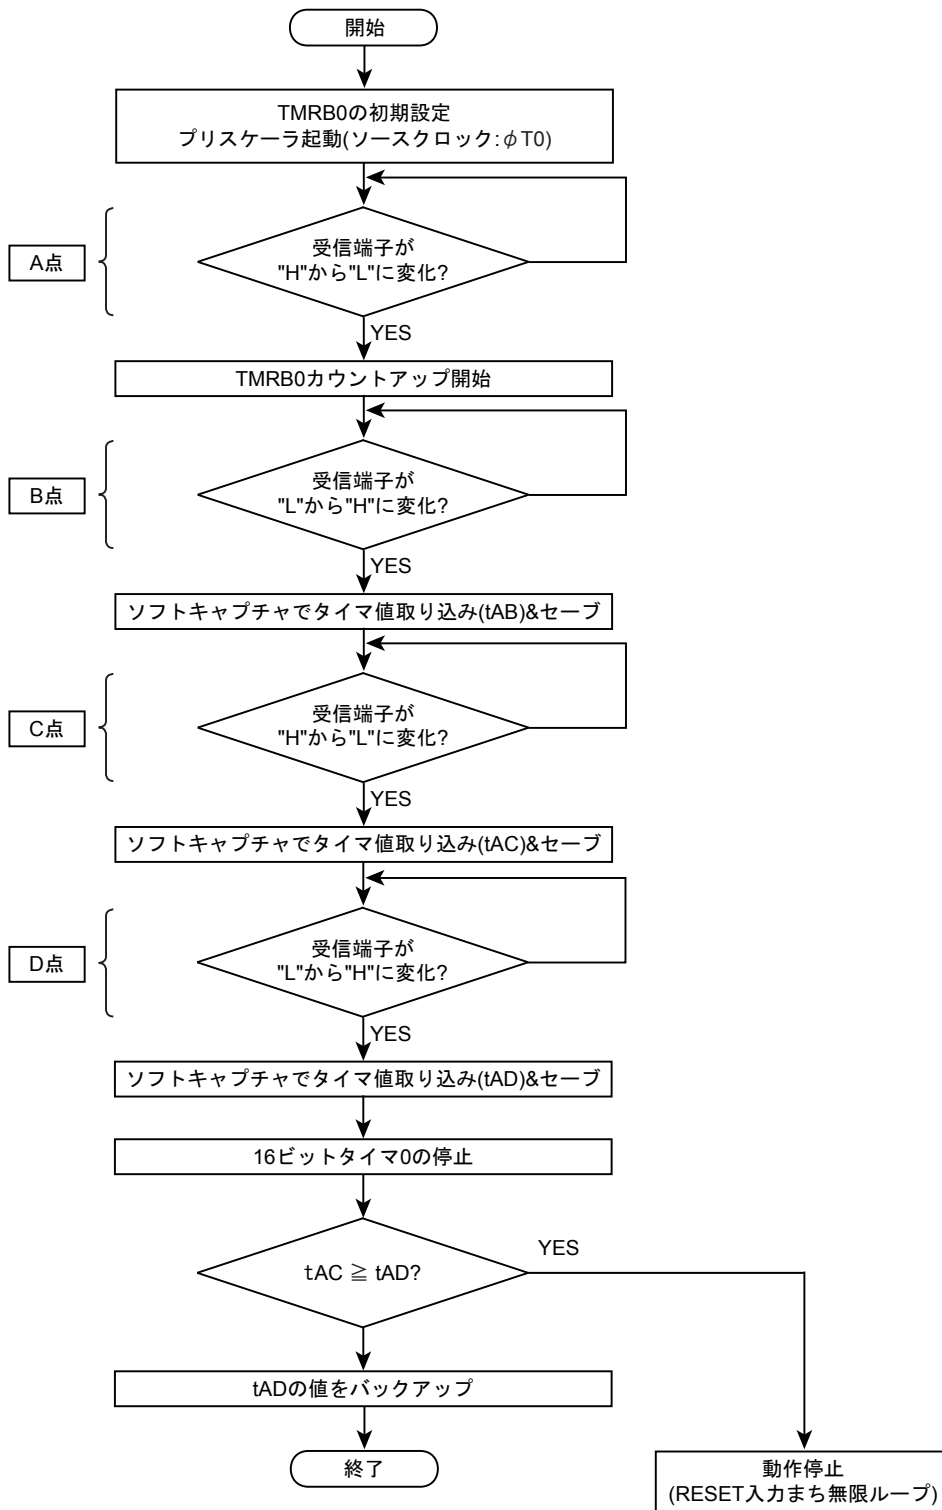 開始
TMRB0の初期設定
プリスケーラ起動(ソースクロック:φT0)
A点
受信端子が
"H"から"L"に変化?
YES
TMRB0カウントアップ開始
B点
受信端子が
"L"から"H"に変化?
YES
ソフトキャプチャでタイマ値取り込み(tAB)&セーブ
C点
受信端子が
"H"から"L"に変化?
YES
ソフトキャプチャでタイマ値取り込み(tAC)&セーブ
D点
受信端子が
"L"から"H"に変化?
YES
ソフトキャプチャでタイマ値取り込み(tAD)&セーブ
16ビットタイマ0の停止
tAC ≧ tAD?
YES
tADの値をバックアップ
終了
動作停止
(RESET入力まち無限ループ)